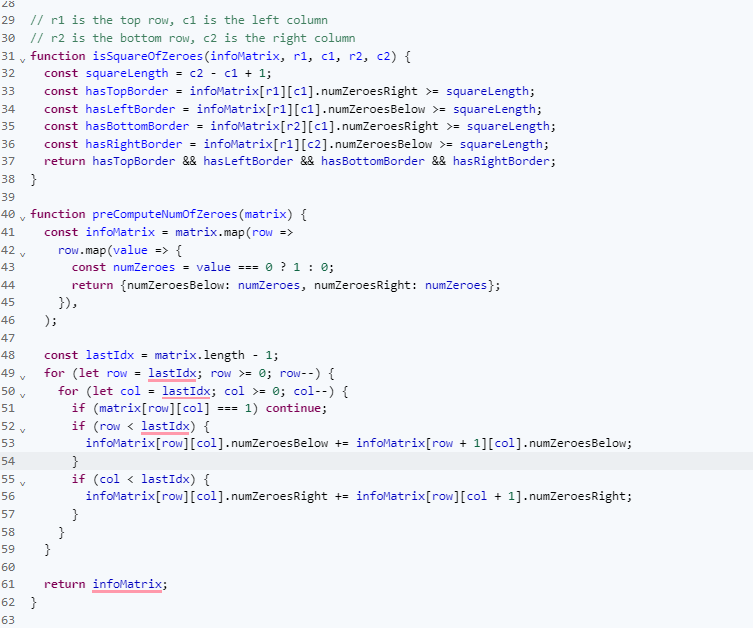 28
29 // r1 is the top row, c1 is the left column
30 // r2 is the bottom row, c2 is the right column
31 function isSquareOfZeroes(infoMatrix, r1, c1, r2, c2) {
32   const squareLength = c2 - c1 + 1;
33   const hasTopBorder = infoMatrix[r1][c1].numZeroesRight >= squareLength;
34   const hasLeftBorder = infoMatrix[r1][c1].numZeroesBelow >= squareLength;
35   const hasBottomBorder = infoMatrix[r2][c1].numZeroesRight >= squareLength;
36   const hasRightBorder = infoMatrix[r1][c2].numZeroesBelow >= squareLength;
37   return hasTopBorder && hasLeftBorder && hasBottomBorder && hasRightBorder;
38 }
39
40 function preComputeNumOfZeroes(matrix) {
41   const infoMatrix = matrix.map(row =>
42     row.map(value => {
43       const numZeroes = value === 0 ? 1 : 0;
44       return {numZeroesBelow: numZeroes, numZeroesRight: numZeroes};
45     }),
46   );
47
48   const lastIdx = matrix.length - 1;
49   for (let row = lastIdx; row >= 0; row--) {
50     for (let col = lastIdx; col >= 0; col--) {
51       if (matrix[row][col] === 1) continue;
52       if (row < lastIdx) {
53         infoMatrix[row][col].numZeroesBelow += infoMatrix[row + 1][col].numZeroesBelow;
54       }
55       if (col < lastIdx) {
56         infoMatrix[row][col].numZeroesRight += infoMatrix[row][col + 1].numZeroesRight;
57       }
58     }
59   }
60
61   return infoMatrix;
62 }
63